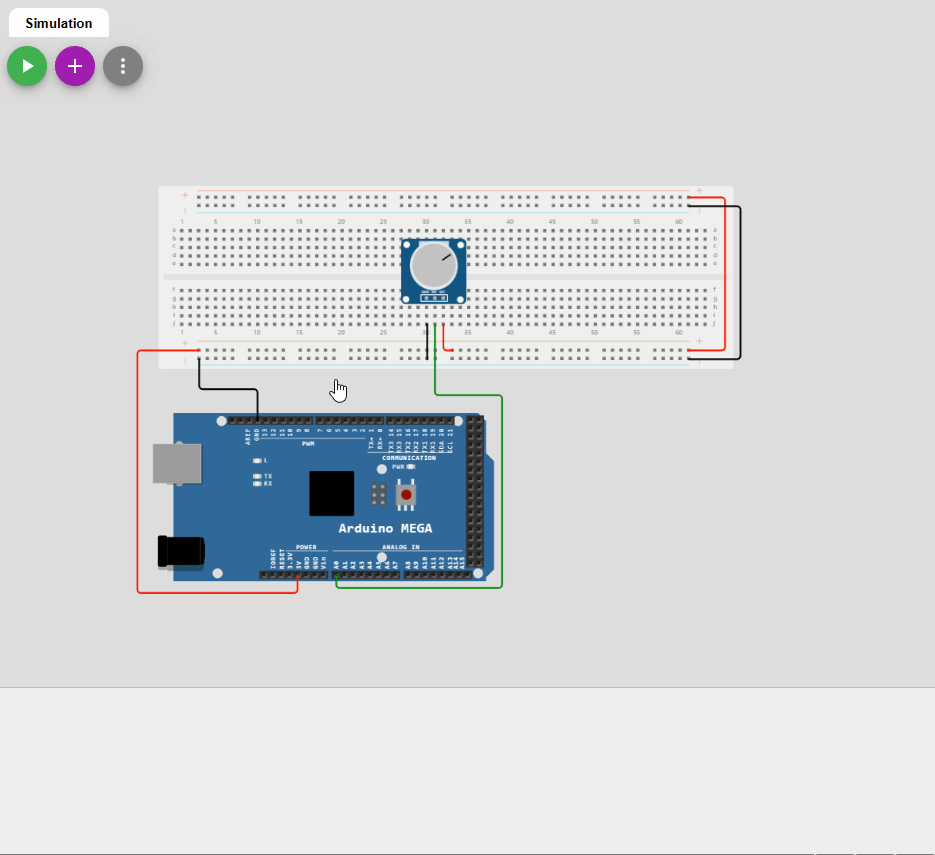 Simulation
+ +
1 5 10 15 20 25 30 35 40 45 50 55 60
a a
b b
c c
d d
e e
f f
g g
h h
i i
j j
1 5 10 15 20 25 30 35 40 45 50 55 60
+ +
AREF GND 13 12 11 10 9 8 7 6 5 4 3 2 TX→ 1 RX← 0 TX3 14 RX3 15 TX2 16 RX2 17 TX1 18 RX1 19 SDA 20 SCL 21
PWM
COMMUNICATION
L
PWR
TX
RX
Arduino MEGA
POWER ANALOG IN
IOREF RESET 3.3V 5V GND GND Vin A0 A1 A2 A3 A4 A5 A6 A7 A8 A9 A10 A11 A12 A13 A14 A15